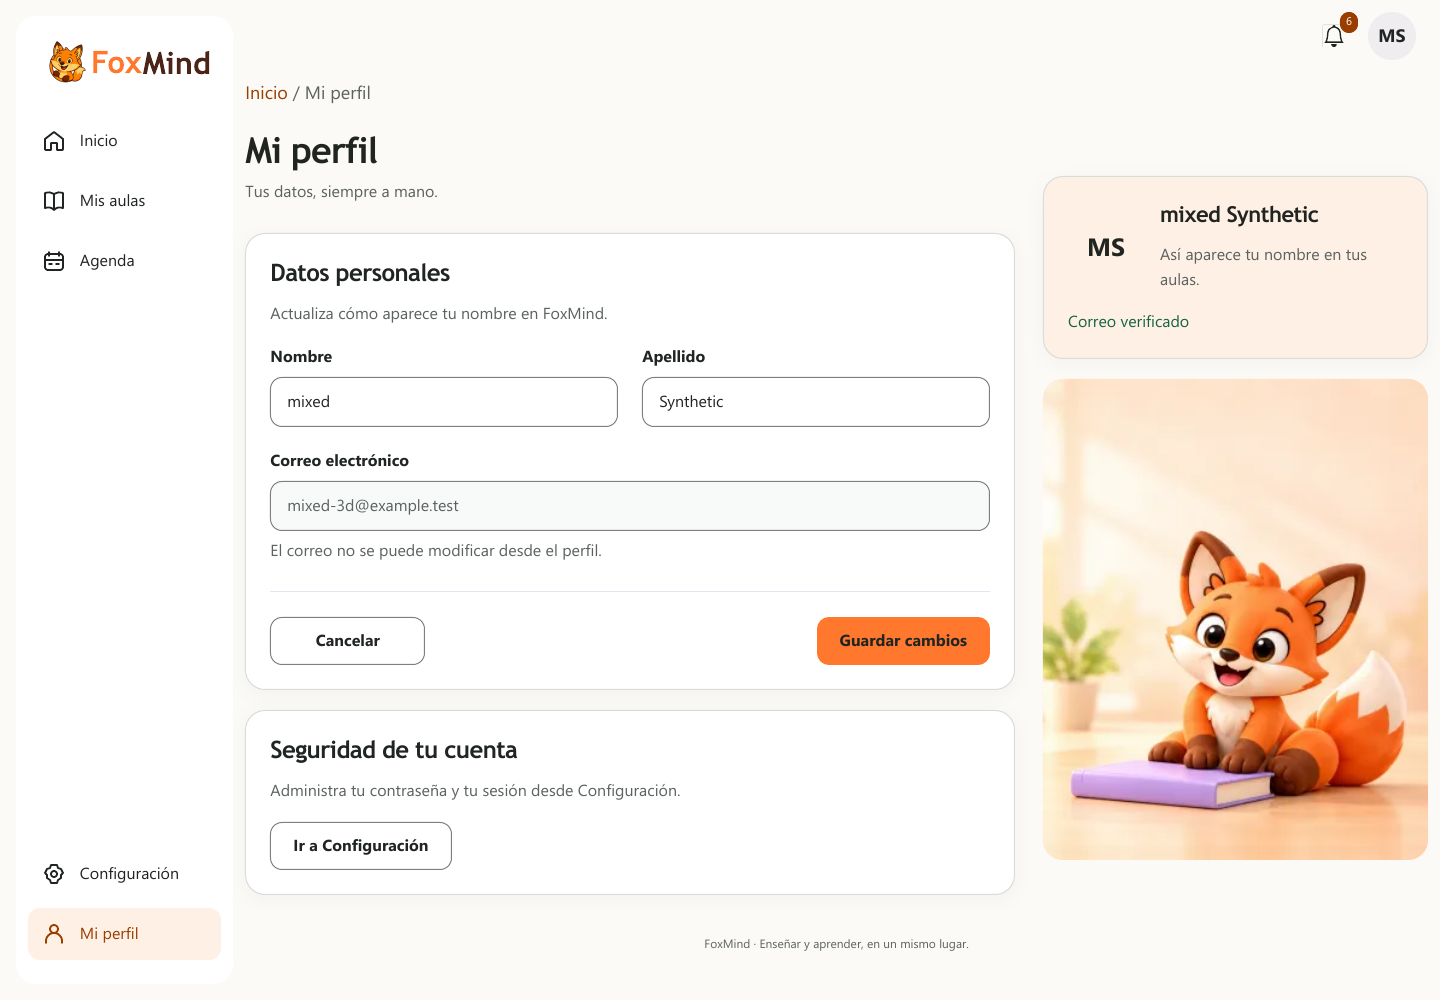 FoxMind
Inicio
Mis aulas
Agenda
Configuración
Mi perfil
6
MS
Inicio / Mi perfil
Mi perfil
Tus datos, siempre a mano.
Datos personales
Actualiza cómo aparece tu nombre en FoxMind.
Nombre
Apellido
mixed
Synthetic
Correo electrónico
mixed-3d@example.test
El correo no se puede modificar desde el perfil.
Cancelar
Guardar cambios
Seguridad de tu cuenta
Administra tu contraseña y tu sesión desde Configuración.
Ir a Configuración
MS
mixed Synthetic
Así aparece tu nombre en tus
aulas.
Correo verificado
FoxMind · Enseñar y aprender, en un mismo lugar.